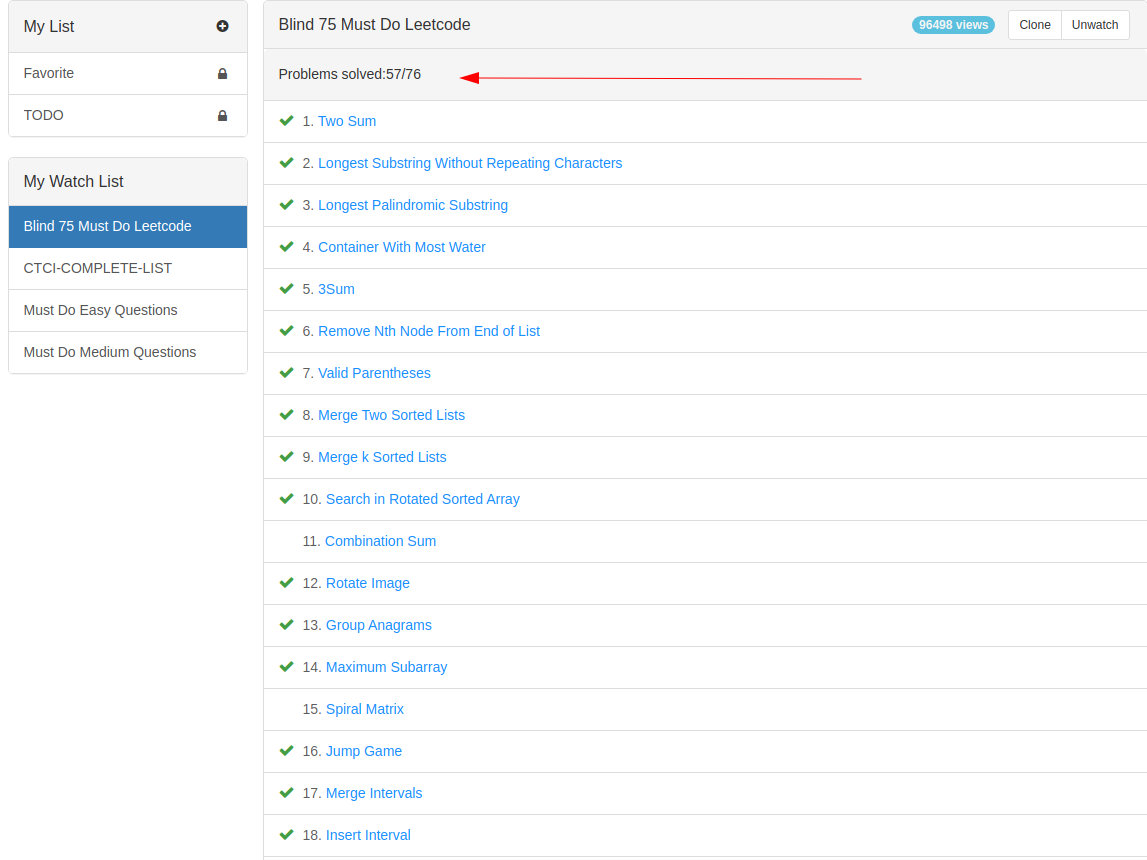 My List
Favorite
TODO
My Watch List
Blind 75 Must Do Leetcode
CTCI-COMPLETE-LIST
Must Do Easy Questions
Must Do Medium Questions
Blind 75 Must Do Leetcode
96498 views
Clone
Unwatch
Problems solved:57/76
1. Two Sum
2. Longest Substring Without Repeating Characters
3. Longest Palindromic Substring
4. Container With Most Water
5. 3Sum
6. Remove Nth Node From End of List
7. Valid Parentheses
8. Merge Two Sorted Lists
9. Merge k Sorted Lists
10. Search in Rotated Sorted Array
11. Combination Sum
12. Rotate Image
13. Group Anagrams
14. Maximum Subarray
15. Spiral Matrix
16. Jump Game
17. Merge Intervals
18. Insert Interval